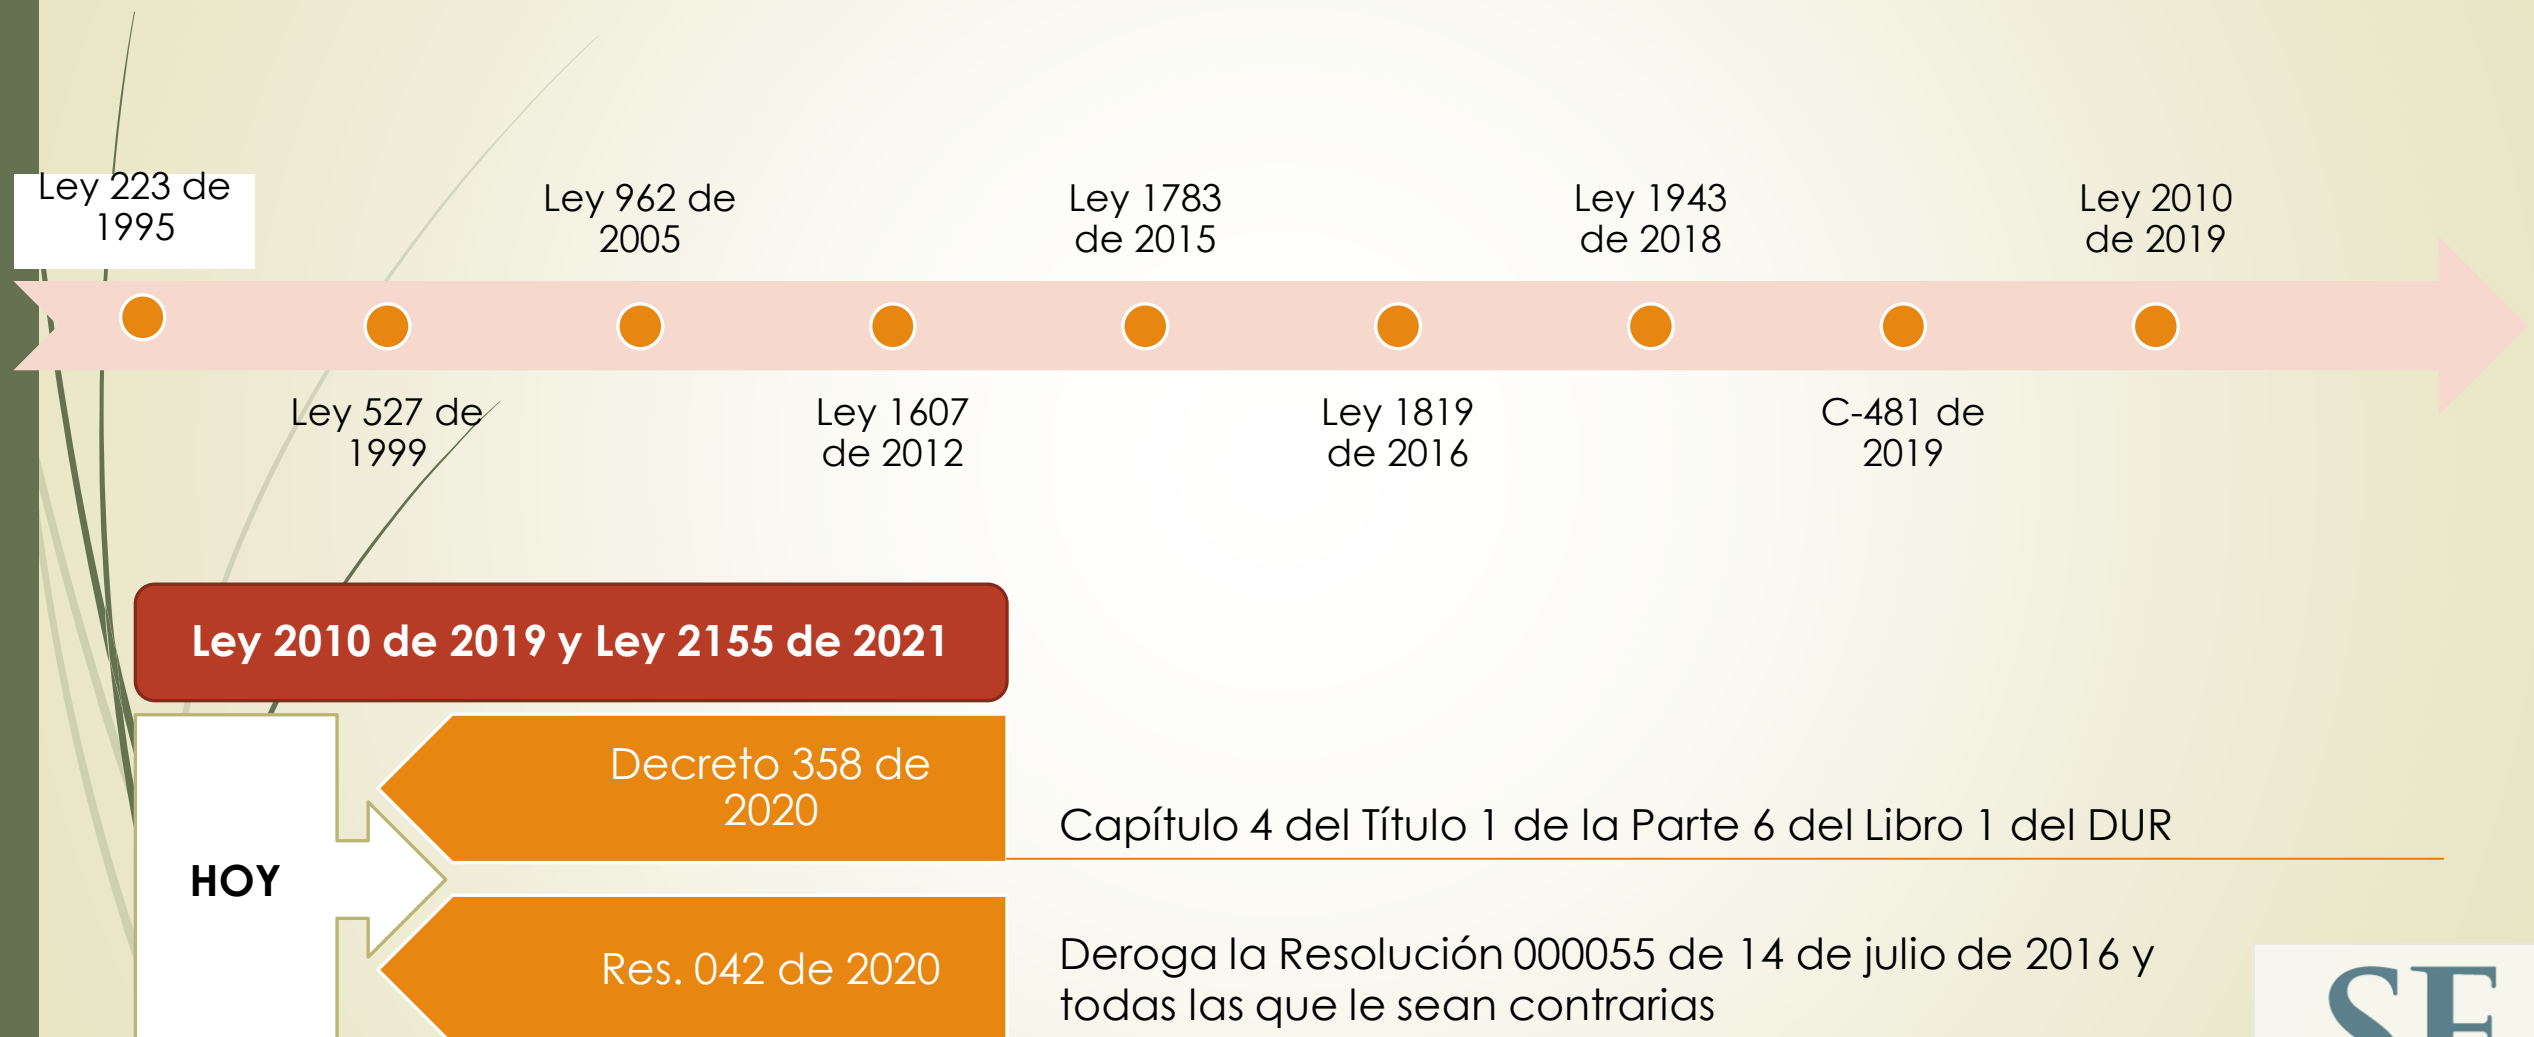 Ley 223 de
1995
Ley 962 de
2005
Ley 1783
de 2015
Ley 1943
de 2018
Ley 2010
de 2019
Ley 527 de
1999
Ley 1607
de 2012
Ley 1819
de 2016
C-481 de
2019
Ley 2010 de 2019 y Ley 2155 de 2021
HOY
Decreto 358 de
2020
Capítulo 4 del Título 1 de la Parte 6 del Libro 1 del DUR
Res. 042 de 2020
Deroga la Resolución 000055 de 14 de julio de 2016 y
todas las que le sean contrarias
SF